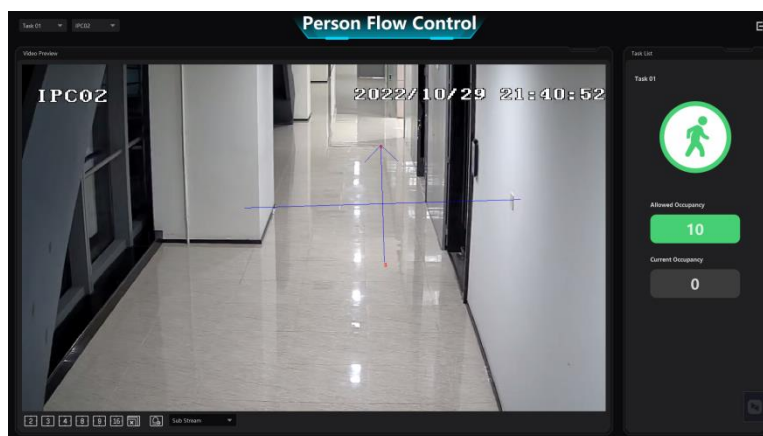 Person Flow Control
Task 01
IPC02
Video Preview
IPC02
2022/10/29 21:40:52
2
3
4
8
9
16
Sub Stream
Task List
Task 01
Allowed Occupancy
10
Current Occupancy
0